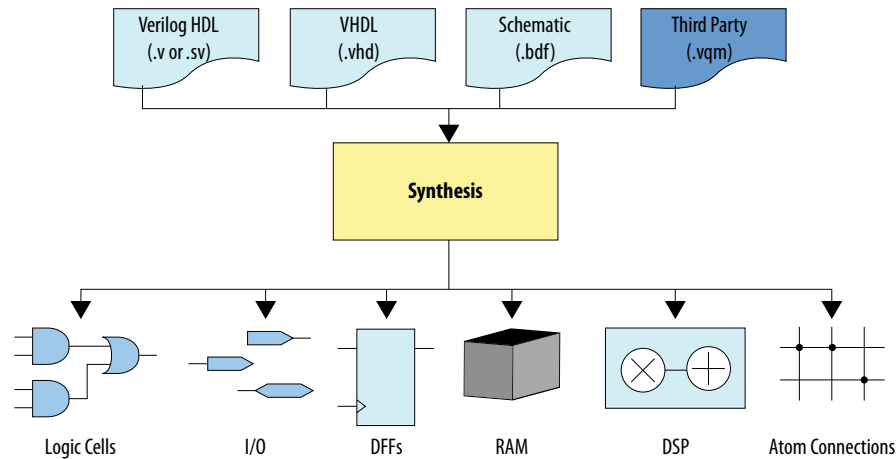 Verilog HDL
(.v or .sv)
VHDL
(.vhd)
Schematic
(.bdf)
Third Party
(.vqm)
Synthesis
Logic Cells
I/O
DFFs
RAM
DSP
Atom Connections